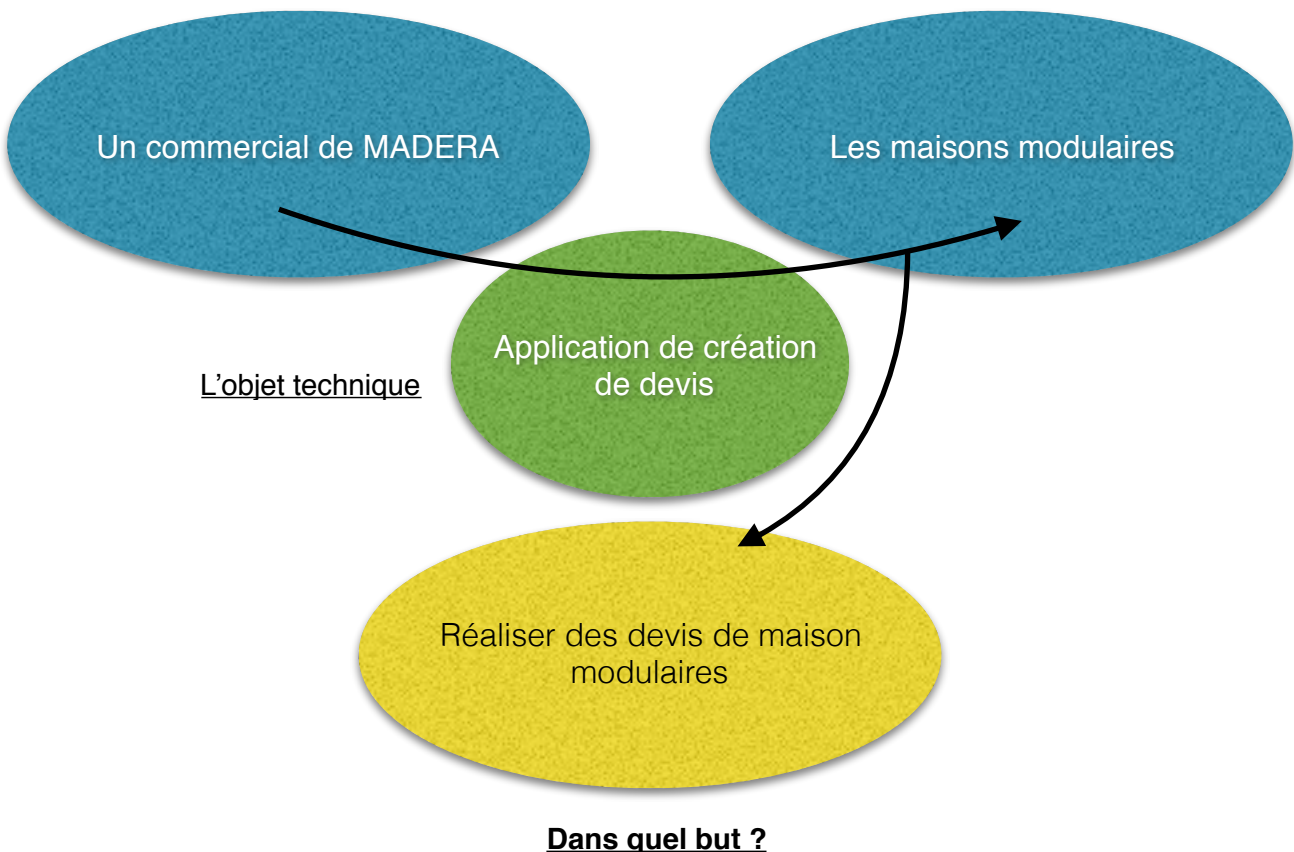 Un commercial de MADERA
Les maisons modulaires
Application de création
de devis
L'objet technique
Réaliser des devis de maison
modulaires
Dans quel but ?